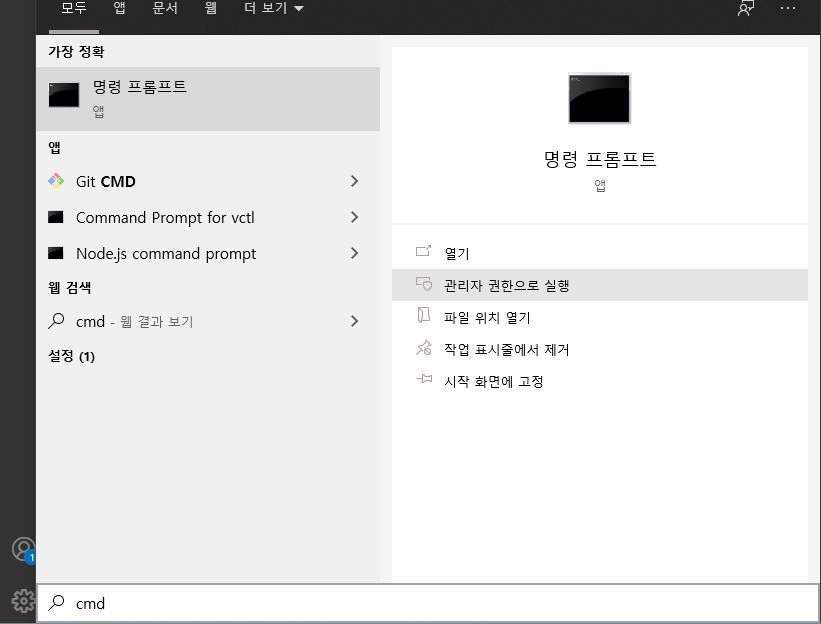 모두 앱 문서 웹 더 보기
가장 정확
명령 프롬프트
앱
앱
Git CMD
Command Prompt for vctl
Node.js command prompt
웹 검색
cmd - 웹 결과 보기
설정 (1)
명령 프롬프트
앱
열기
관리자 권한으로 실행
파일 위치 열기
작업 표시줄에서 제거
시작 화면에 고정
1
cmd